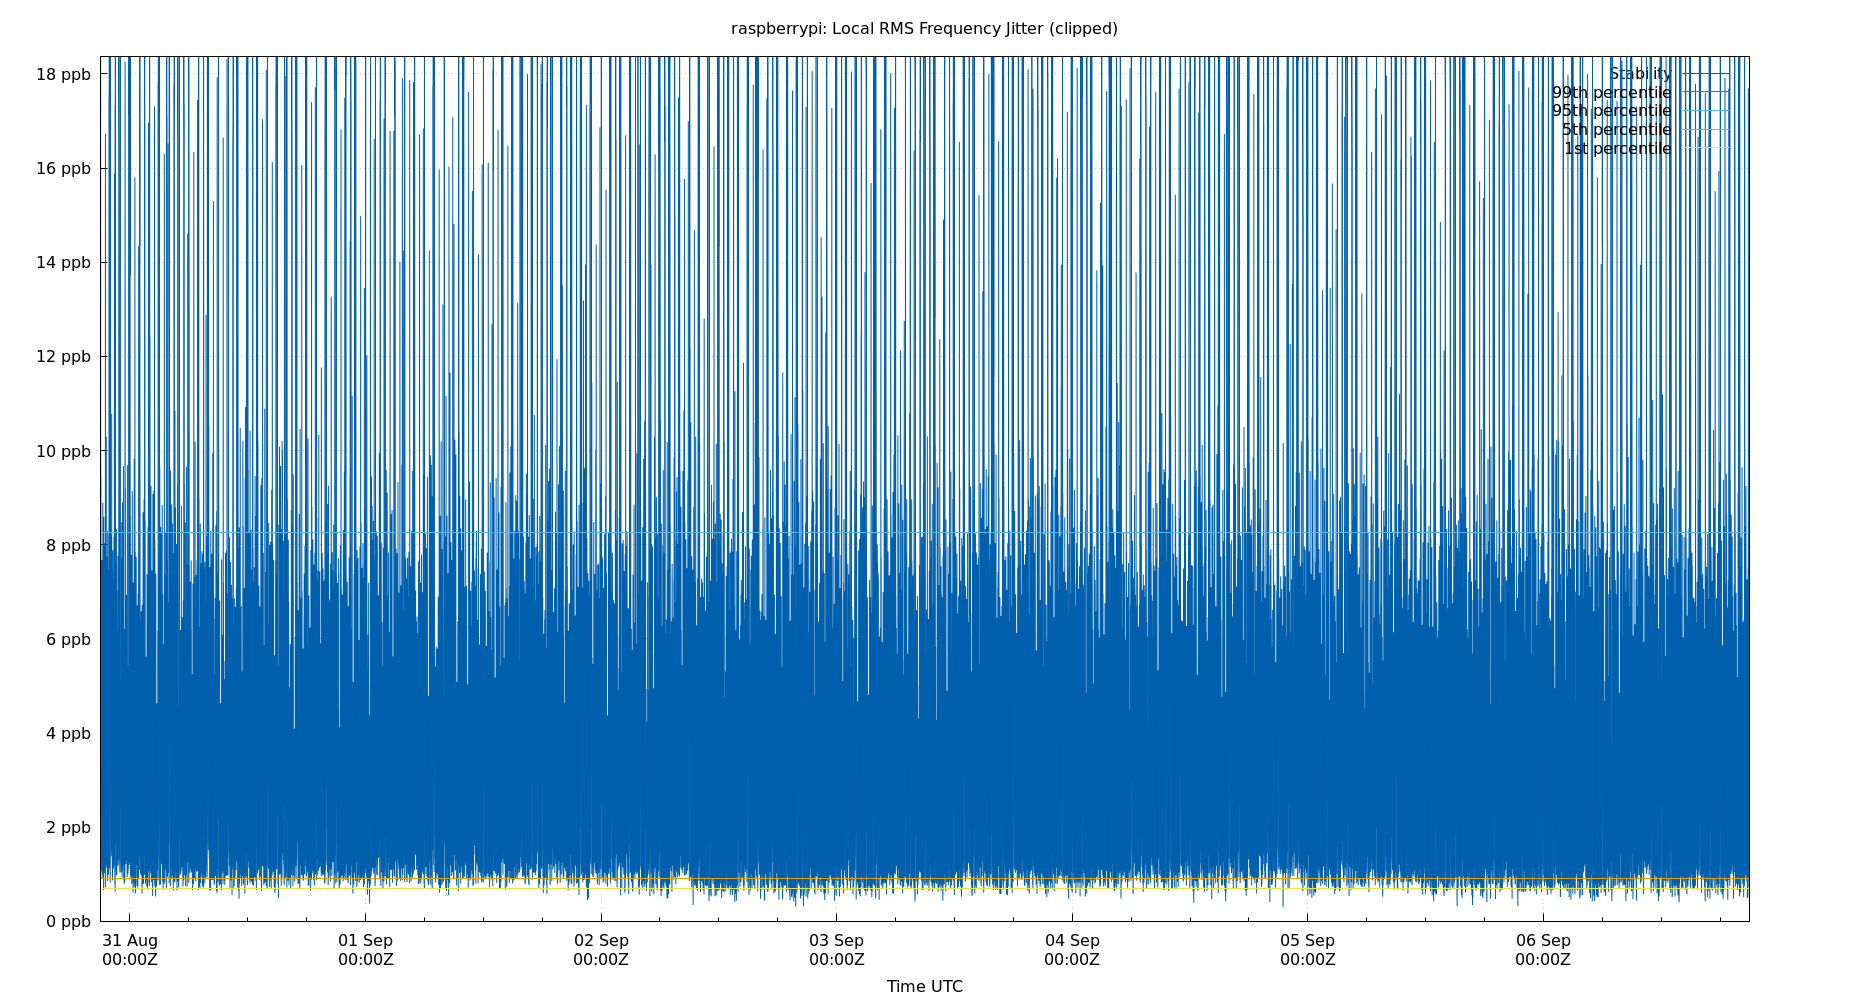 raspberrypi: Local RMS Frequency Jitter (clipped)
18 ppb
16 ppb
14 ppb
12 ppb
10 ppb
8 ppb
6 ppb
4 ppb
2 ppb
0 ppb
Stability
99th percentile
95th percentile
5th percentile
1st percentile
31 Aug 01 Sep 02 Sep 03 Sep 04 Sep 05 Sep 06 Sep
00:00Z 00:00Z 00:00Z 00:00Z 00:00Z 00:00Z 00:00Z
Time UTC